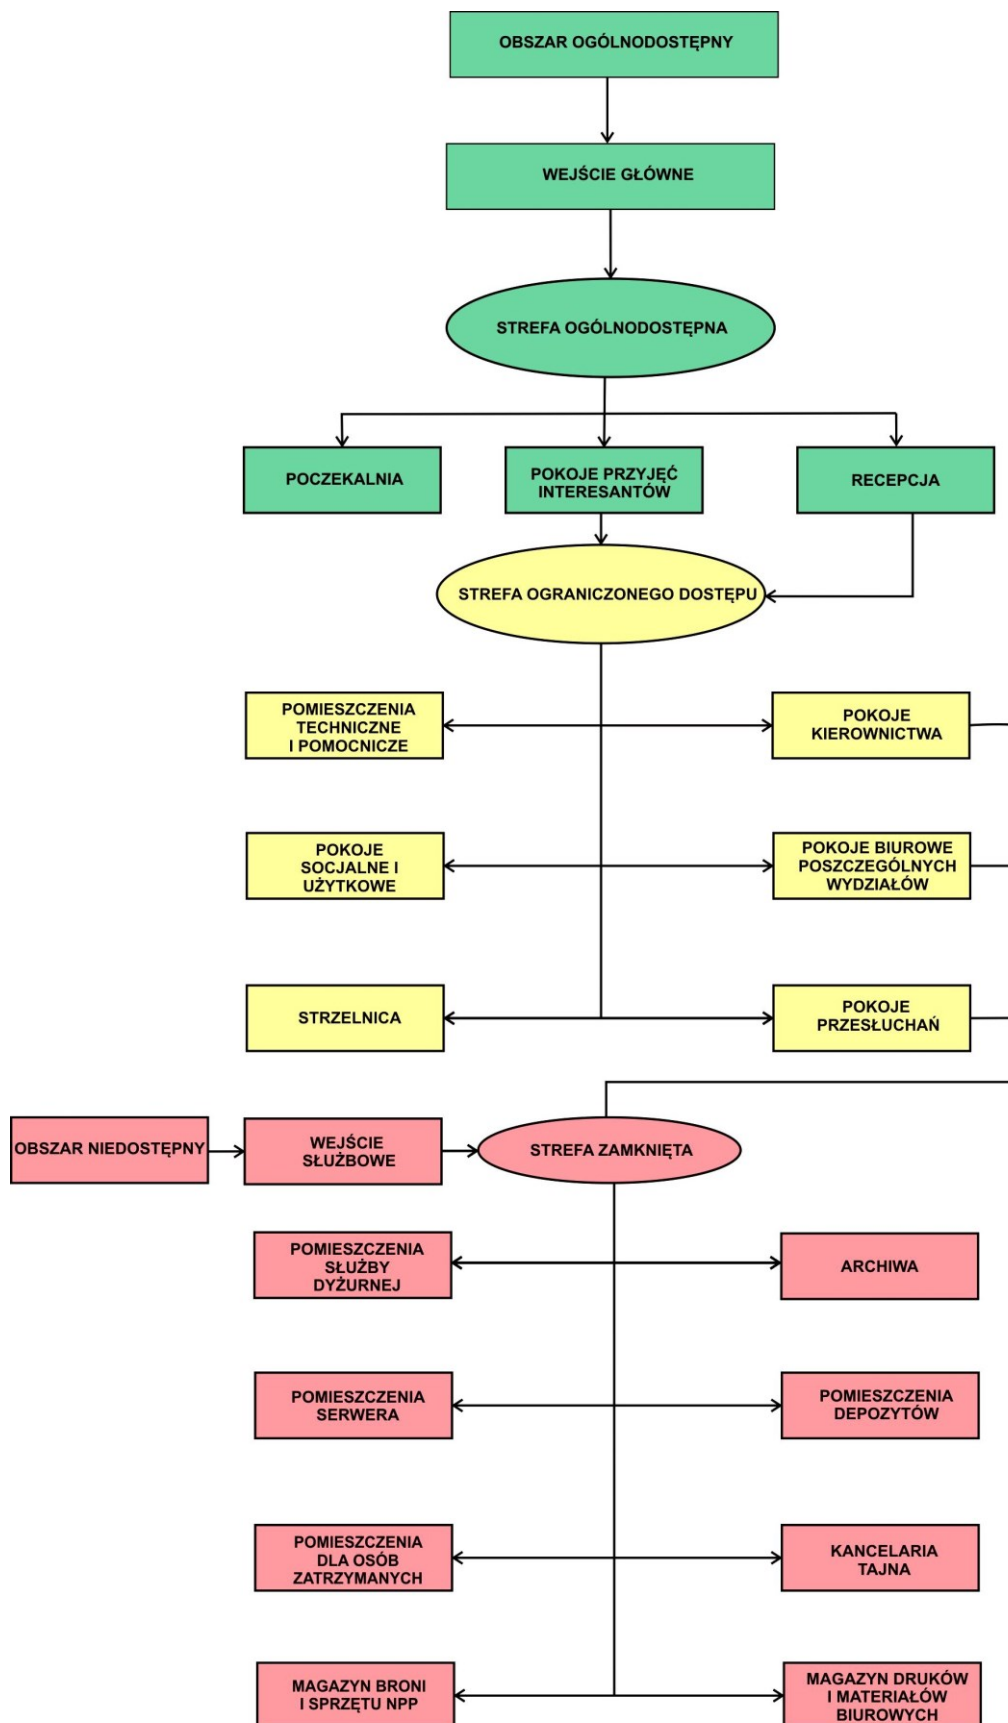 OBSZAR OGÓLNODOSTĘPNY
WEJŚCIE GŁÓWNE
STREFA OGÓLNODOSTĘPNA
POCZEKALNIA
POKOJE PRZYJĘĆ
INTERESANTÓW
RECEPCJA
STREFA OGRANICZONEGO DOSTĘPU
POMIESZCZENIA
TECHNICZNE
I POMOCNICZE
POKOJE
KIEROWNICTWA
POKOJE
SOCJALNE I
UŻYTKOWE
POKOJE BIUROWE
POSZCZEGÓLNYCH
WYDZIAŁÓW
STRZELNICA
POKOJE
PRZESŁUCHAŃ
OBSZAR NIEDOSTĘPNY
WEJŚCIE
SŁUŻBOWE
STREFA ZAMKNIĘTA
POMIESZCZENIA
SŁUŻBY
DYŻURNEJ
ARCHIWA
POMIESZCZENIA
SERWERA
POMIESZCZENIA
DEPOZYTÓW
POMIESZCZENIA
DLA OSÓB
ZATRZYMANYCH
KANCELARIA
TAJNA
MAGAZYN BRONI
I SPRZĘTU NPP
MAGAZYN DRUKÓW
I MATERIAŁÓW
BIUROWYCH